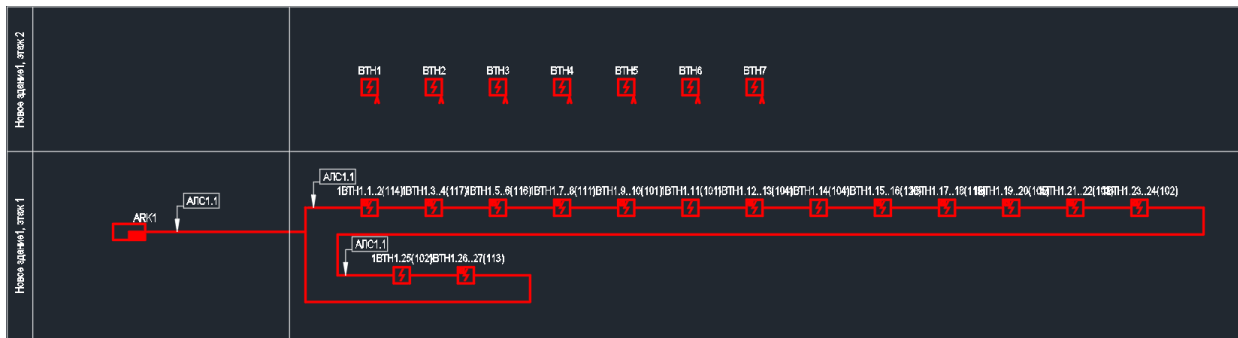 Новое здание1, этаж 2
ВТН1 ВТН2 ВТН3 ВТН4 ВТН5 ВТН6 ВТН7
Новое здание1, этаж 1
ARK1
АЛС1.1
АЛС1.1
1ВТН1.1..2(114) 1ВТН1.3..4(117) 1ВТН1.5..6(116) 1ВТН1.7..8(111) 1ВТН1.9..10(101) 1ВТН1.11(101) 1ВТН1.12..13(104) 1ВТН1.14(104) 1ВТН1.15..16 1ВТН1.17..18 1ВТН1.19..20 1ВТН1.21..22 1ВТН1.23..24(102)
АЛС1.1
1ВТН1.25(102) 1ВТН1.26..27(113)